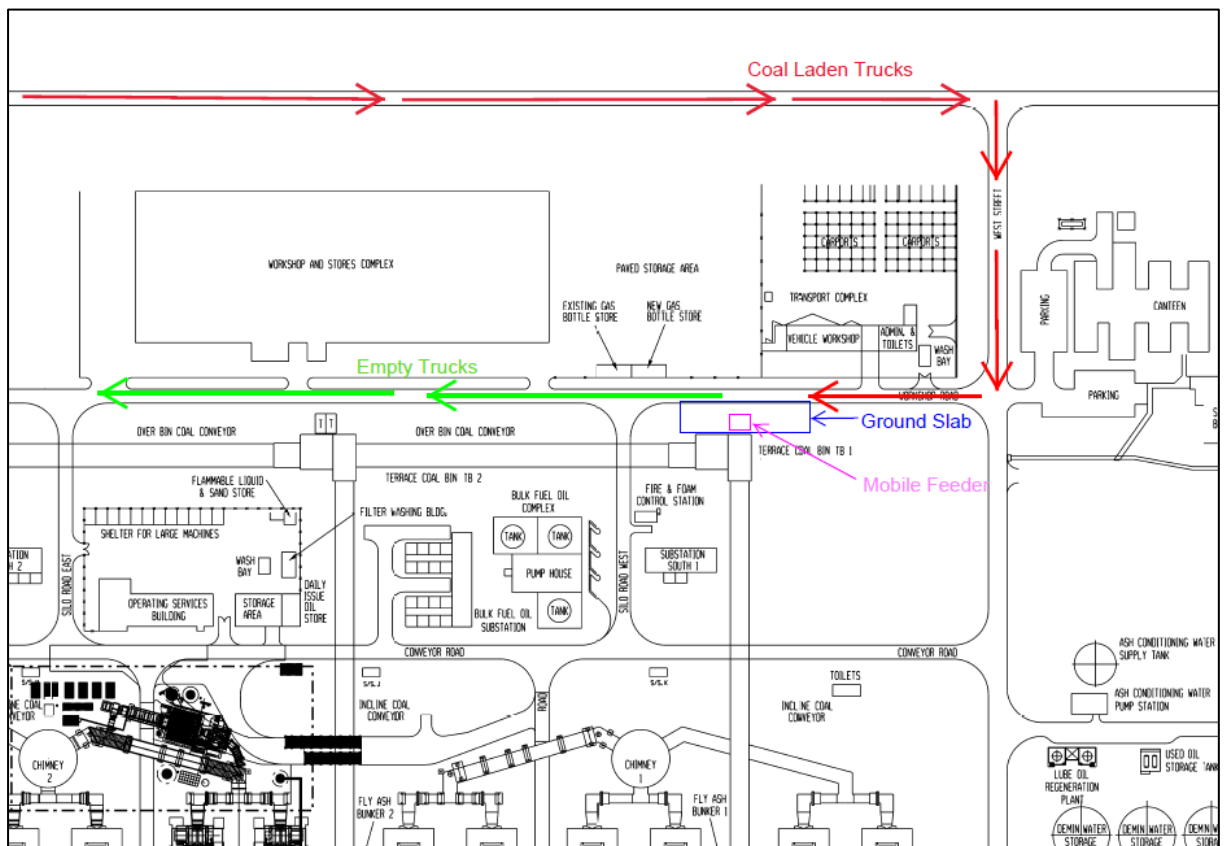 Coal Laden Trucks
WEST STREET
CARPORTS
CARPORTS
WORKSHOP AND STORES COMPLEX
PAVED STORAGE AREA
TRANSPORT COMPLEX
PARKING
CANTEEN
EXISTING GAS
BOTTLE STORE
NEW GAS
BOTTLE STORE
VEHICLE WORKSHOP
ADMIN. &
TOILETS
WASH
BAY
Empty Trucks
WORKSHOP ROAD
PARKING
Ground Slab
OVER BIN COAL CONVEYOR
T T
OVER BIN COAL CONVEYOR
TERRACE COAL BIN TB 1
TERRACE COAL BIN TB 2
Mobile Feeder
FLAMMABLE LIQUID
& SAND STORE
BULK FUEL OIL
COMPLEX
FIRE & FOAM
CONTROL STATION
FILTER WASHING BLDG.
SHELTER FOR LARGE MACHINES
TANK
TANK
WASH
BAY
PUMP HOUSE
SUBSTATION
SOUTH 1
SILO ROAD EAST
SILO ROAD WEST
DAILY
ISSUE
OIL
STORE
OPERATING SERVICES
BUILDING
STORAGE
AREA
TANK
BULK FUEL OIL
SUBSTATION
CONVEYOR ROAD
CONVEYOR ROAD
ASH CONDITIONING WATER
SUPPLY TANK
S/S.J
S/S.K
TOILETS
ASH CONDITIONING WATER
PUMP STATION
INCLINE COAL
CONVEYOR
ROAD
INCLINE COAL
CONVEYOR
CHIMNEY
2
CHIMNEY
1
LUBE OIL
REGENERATION
PLANT
USED OIL
STORAGE TANK
FLY ASH
BUNKER 2
FLY ASH
BUNKER 1
DEMIN WATER
STORAGE
DEMIN WATER
STORAGE